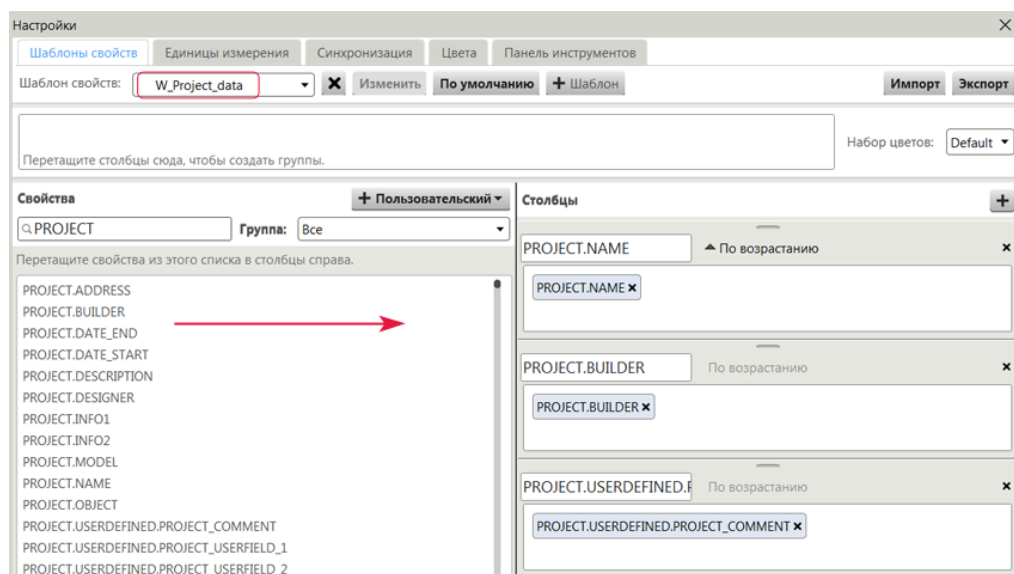 Настройки
Шаблоны свойств Единицы измерения Синхронизация Цвета Панель инструментов
Шаблон свойств: W_Project_data Изменить По умолчанию + Шаблон Импорт Экспорт
Перетащите столбцы сюда, чтобы создать группы.
Набор цветов: Default
Свойства + Пользовательский
PROJECT Группа: Все
Перетащите свойства из этого списка в столбцы справа.
PROJECT.ADDRESS
PROJECT.BUILDER
PROJECT.DATE_END
PROJECT.DATE_START
PROJECT.DESCRIPTION
PROJECT.DESIGNER
PROJECT.INFO1
PROJECT.INFO2
PROJECT.MODEL
PROJECT.NAME
PROJECT.OBJECT
PROJECT.USERDEFINED.PROJECT_COMMENT
PROJECT.USERDEFINED.PROJECT_USERFIELD_1
PROJECT.USERDEFINED.PROJECT_USERFIELD_2
Столбцы +
PROJECT.NAME По возрастанию
PROJECT.NAME
PROJECT.BUILDER По возрастанию
PROJECT.BUILDER
PROJECT.USERDEFINED.P По возрастанию
PROJECT.USERDEFINED.PROJECT_COMMENT